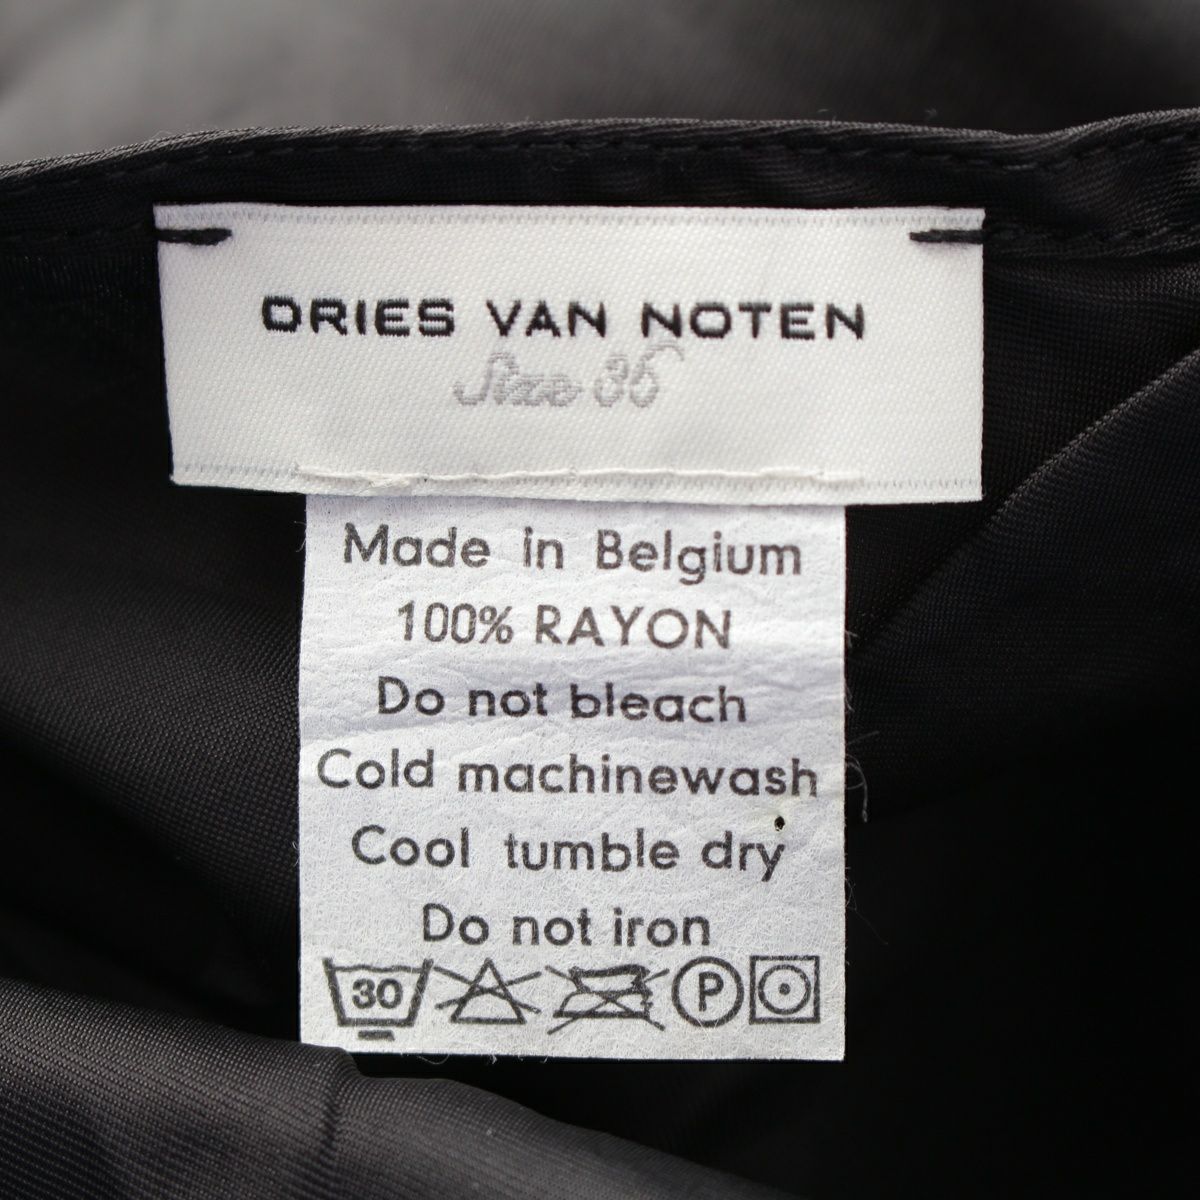 DRIES VAN NOTEN
Size 36
Made in Belgium
100% RAYON
Do not bleach
Cold machinewash
Cool tumble dry
Do not iron
30 P